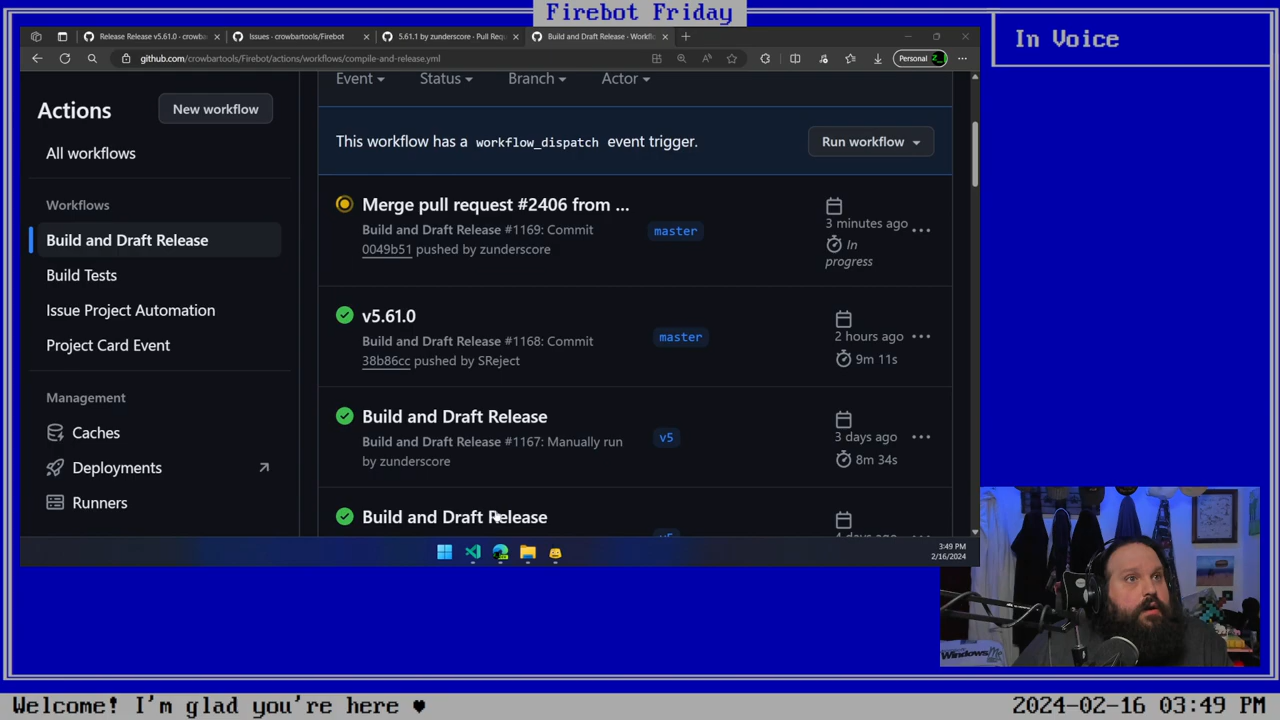 Firebot Friday
In Voice
Release Release v5.61.0 · crowba
Issues · crowbartools/Firebot
5.61.1 by zunderscore · Pull Req
Build and Draft Release · Workflo
github.com/crowbartools/Firebot/actions/workflows/compile-and-release.yml
Personal
Event
Status
Branch
Actor
Actions
New workflow
All workflows
Workflows
Build and Draft Release
Build Tests
Issue Project Automation
Project Card Event
Management
Caches
Deployments
Runners
This workflow has a workflow_dispatch event trigger.
Run workflow
Merge pull request #2406 from ...
Build and Draft Release #1169: Commit
0049b51 pushed by zunderscore
master
3 minutes ago
In
progress
v5.61.0
Build and Draft Release #1168: Commit
38b86cc pushed by SReject
master
2 hours ago
9m 11s
Build and Draft Release
Build and Draft Release #1167: Manually run
by zunderscore
v5
3 days ago
8m 34s
Build and Draft Release
v5
4 days ago
3:49 PM
2/16/2024
Windows Me
Welcome! I'm glad you're here ♥
2024-02-16 03:49 PM